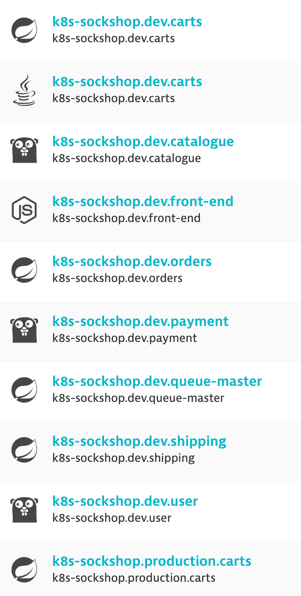 k8s-sockshop.dev.carts
k8s-sockshop.dev.carts
k8s-sockshop.dev.carts
k8s-sockshop.dev.carts
k8s-sockshop.dev.catalogue
k8s-sockshop.dev.catalogue
JS
k8s-sockshop.dev.front-end
k8s-sockshop.dev.front-end
k8s-sockshop.dev.orders
k8s-sockshop.dev.orders
k8s-sockshop.dev.payment
k8s-sockshop.dev.payment
k8s-sockshop.dev.queue-master
k8s-sockshop.dev.queue-master
k8s-sockshop.dev.shipping
k8s-sockshop.dev.shipping
k8s-sockshop.dev.user
k8s-sockshop.dev.user
k8s-sockshop.production.carts
k8s-sockshop.production.carts